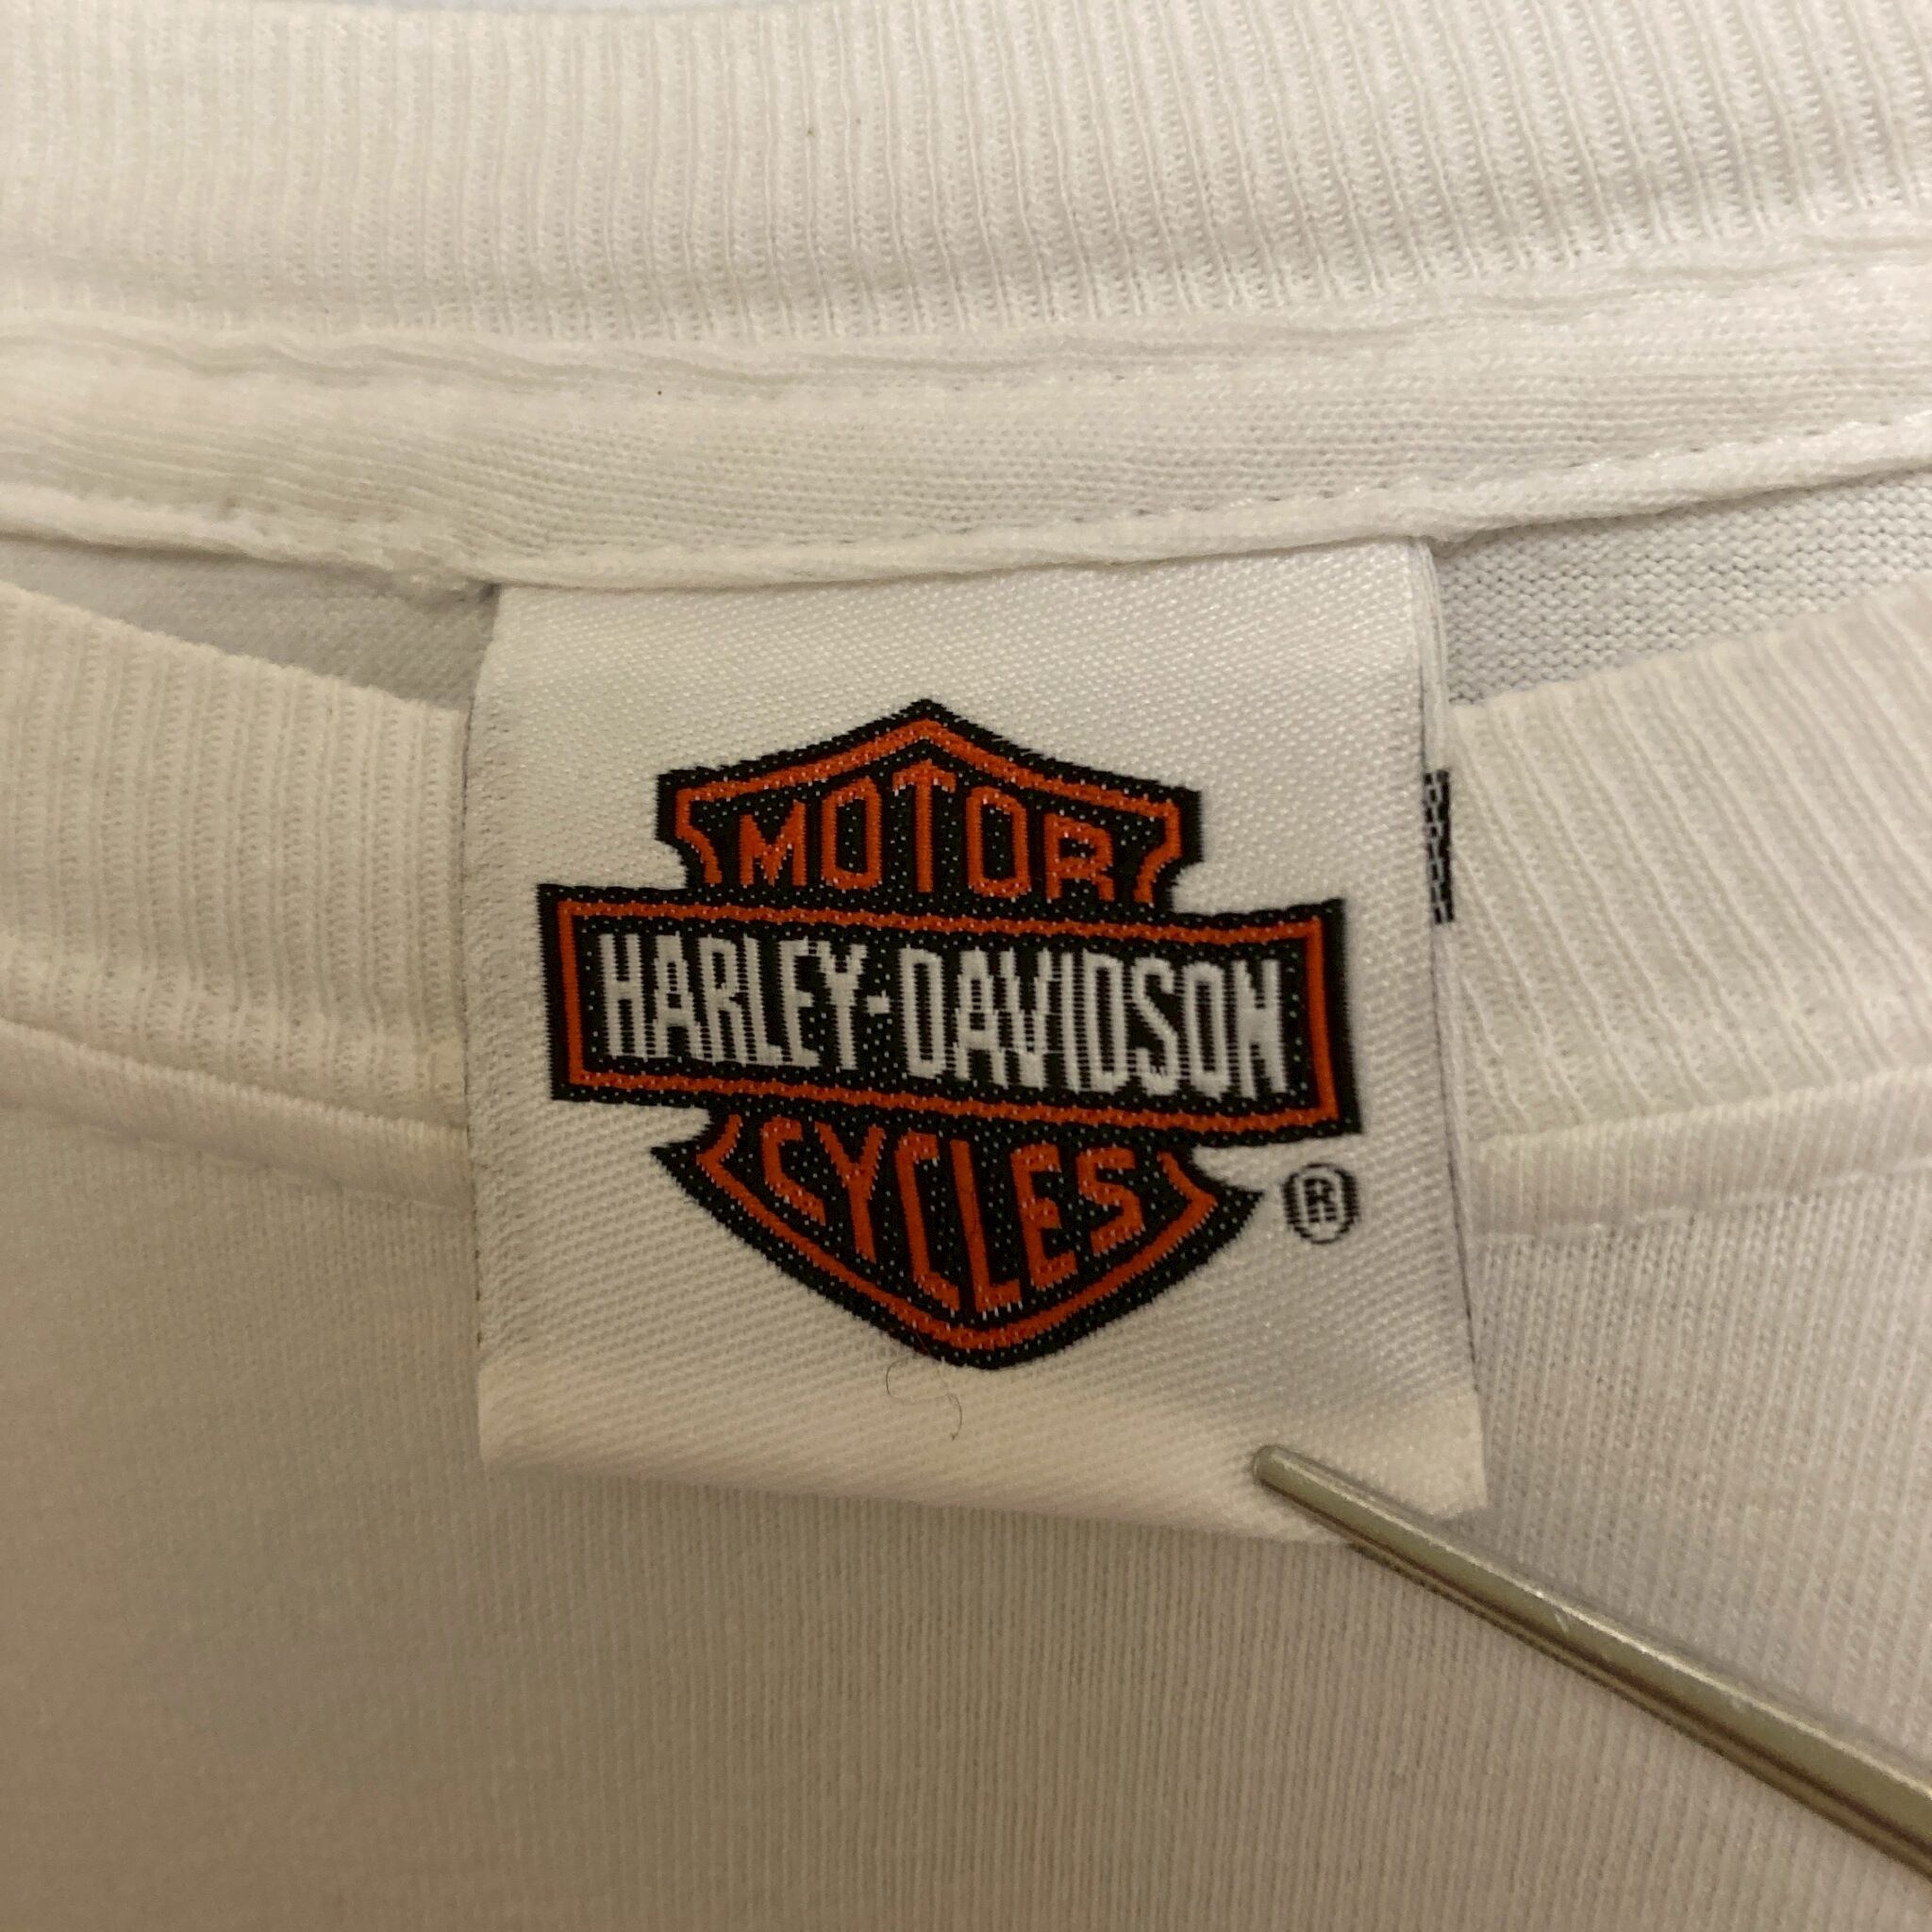 MOTOR
HARLEY-DAVIDSON
CYCLES
®